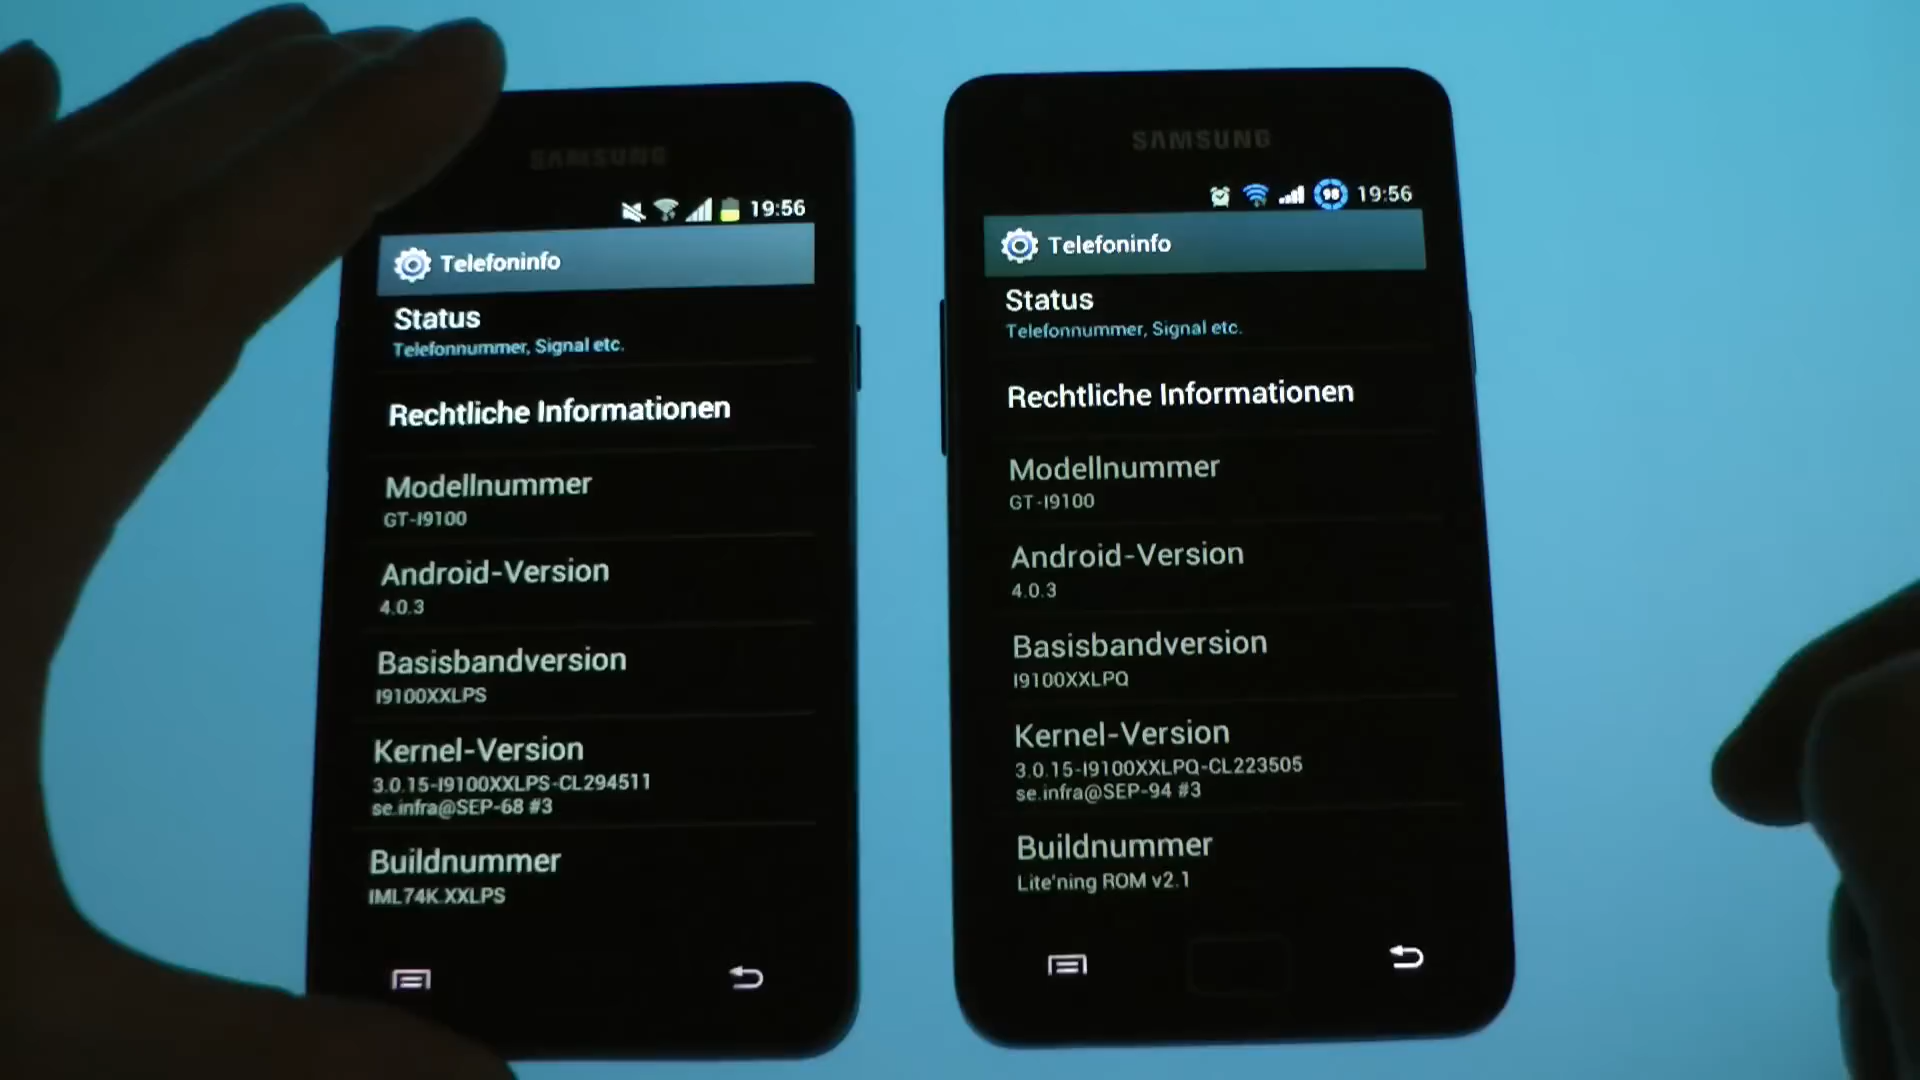 SAMSUNG
19:56
Telefoninfo
Status
Telefonnummer, Signal etc.
Rechtliche Informationen
Modellnummer
GT-I9100
Android-Version
4.0.3
Basisbandversion
I9100XXLPS
Kernel-Version
3.0.15-I9100XXLPS-CL294511
se.infra@SEP-68 #3
Buildnummer
IML74K.XXLPS
SAMSUNG
98 19:56
Telefoninfo
Status
Telefonnummer, Signal etc.
Rechtliche Informationen
Modellnummer
GT-I9100
Android-Version
4.0.3
Basisbandversion
I9100XXLPQ
Kernel-Version
3.0.15-I9100XXLPQ-CL223505
se.infra@SEP-94 #3
Buildnummer
Lite'ning ROM v2.1